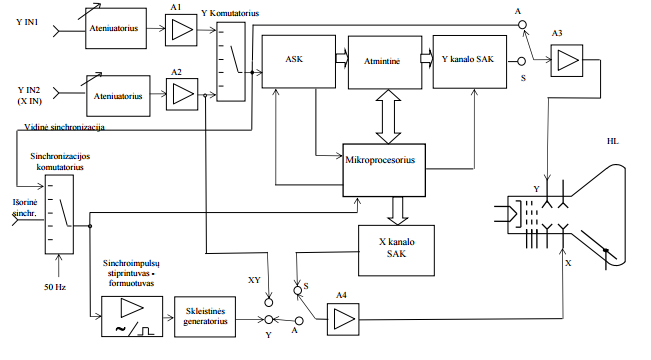 Y IN1
Ateniuatorius
A1
Y Komutatorius
Y IN2
(X IN)
Ateniuatorius
A2
ASK
Atmintinė
Y kanalo SAK
A
S
A3
Vidinė sinchronizacija
Sinchronizacijos
komutatorius
Išorinė
sinchr.
50 Hz
Mikroprocesorius
X kanalo
SAK
HL
Y
X
Sinchroimpulsų
stiprintuvas -
formuotuvas
~
Skleistinės
generatorius
XY
Y
S
A
A4